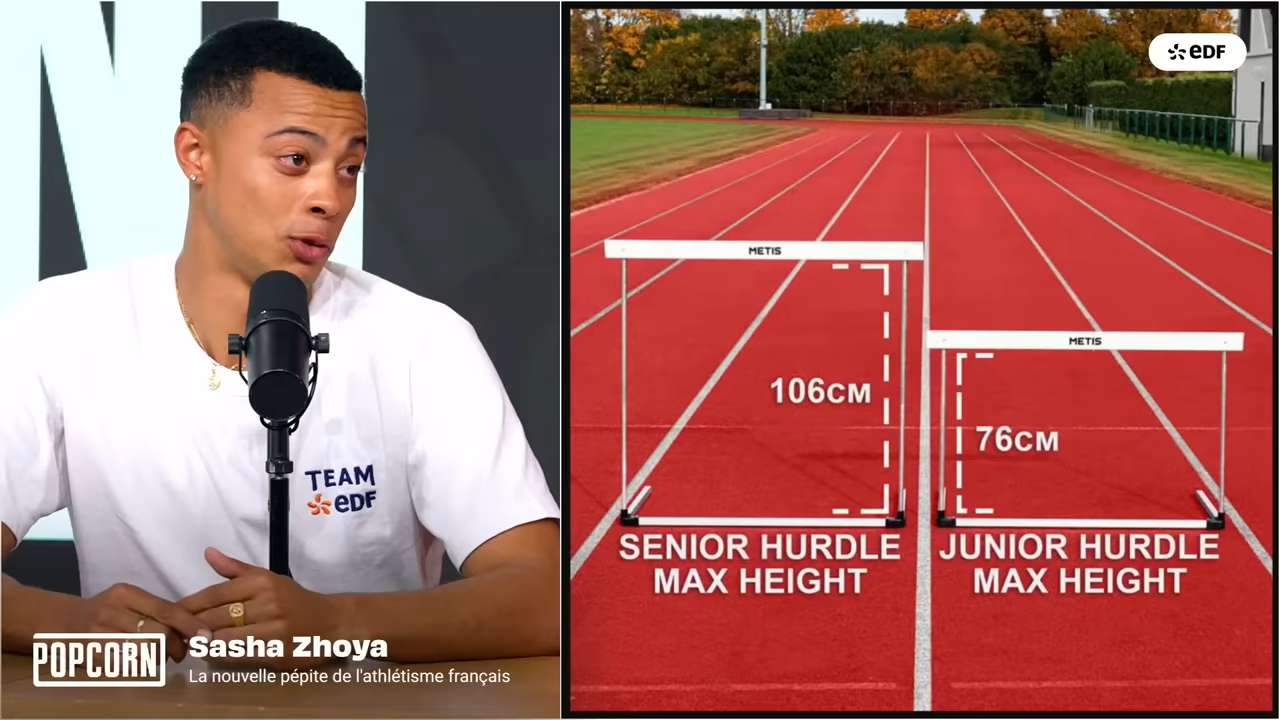 TEAM
eDF
POPCORN
Sasha Zhoya
La nouvelle pépite de l'athlétisme français
eDF
METIS
METIS
106CM
76CM
SENIOR HURDLE
MAX HEIGHT
JUNIOR HURDLE
MAX HEIGHT